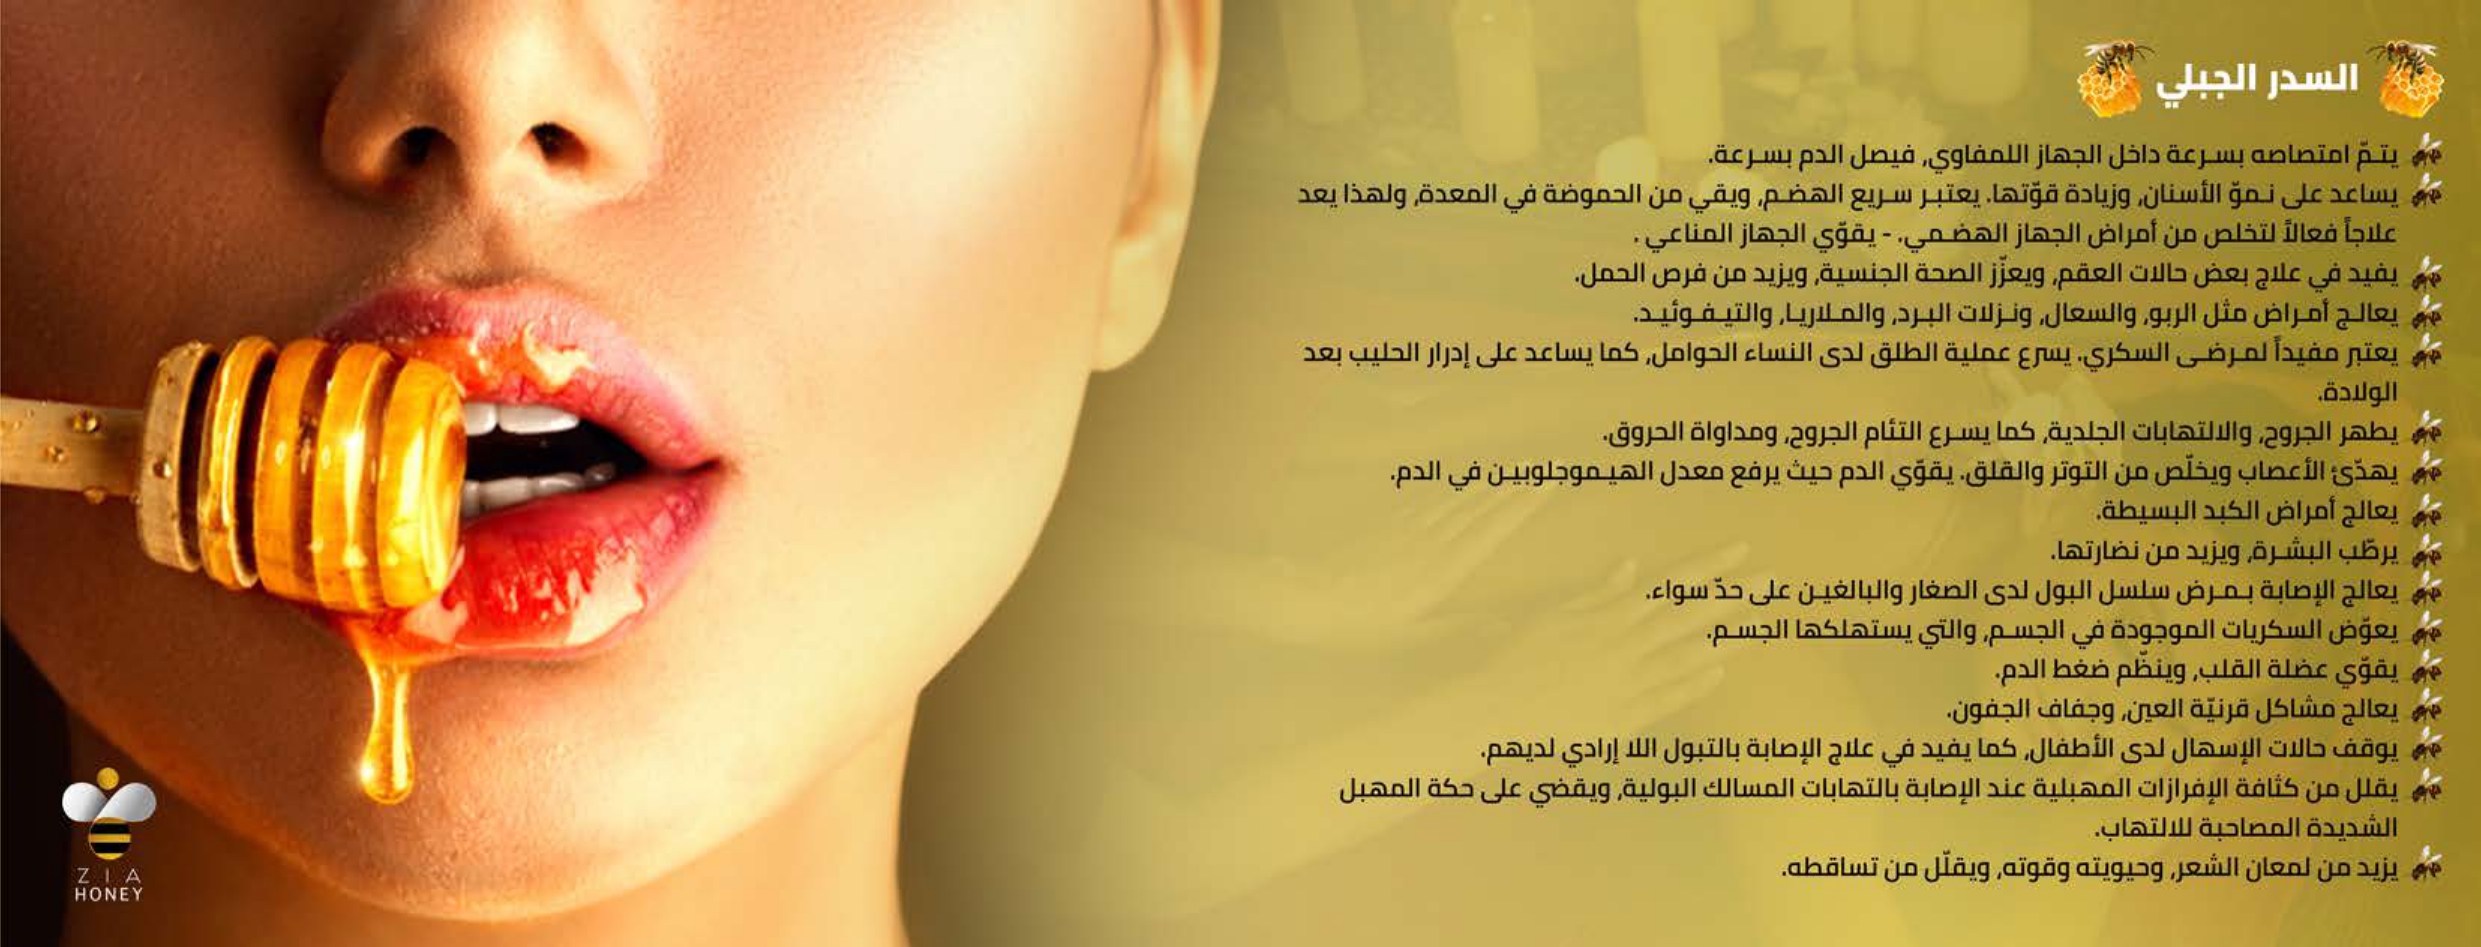 السدر الجبلي
يتمّ امتصاصه بسرعة داخل الجهاز اللمفاوي, فيصل الدم بسرعة.
يساعد على نموّ الأسنان, وزيادة قوّتها. يعتبر سريع الهضم, ويقي من الحموضة في المعدة, ولهذا يعد
علاجاً فعالاً لتخلص من أمراض الجهاز الهضمي. - يقوّي الجهاز المناعي .
يفيد في علاج بعض حالات العقم, ويعزّز الصحة الجنسية, ويزيد من فرص الحمل.
يعالج أمراض مثل الربو, والسعال, ونزلات البرد, والملاريا, والتيفوئيد.
يعتبر مفيداً لمرضى السكري. يسرع عملية الطلق لدى النساء الحوامل, كما يساعد على إدرار الحليب بعد
الولادة.
يطهر الجروح, والالتهابات الجلدية, كما يسرع التئام الجروح, ومداواة الحروق.
يهدّئ الأعصاب ويخلّص من التوتر والقلق. يقوّي الدم حيث يرفع معدل الهيموجلوبين في الدم.
يعالج أمراض الكبد البسيطة.
يرطّب البشرة, ويزيد من نضارتها.
يعالج الإصابة بمرض سلسل البول لدى الصغار والبالغين على حدّ سواء.
يعوّض السكريات الموجودة في الجسم, والتي يستهلكها الجسم.
يقوّي عضلة القلب, وينظّم ضغط الدم.
يعالج مشاكل قرنيّة العين, وجفاف الجفون.
يوقف حالات الإسهال لدى الأطفال, كما يفيد في علاج الإصابة بالتبول اللا إرادي لديهم.
يقلل من كثافة الإفرازات المهبلية عند الإصابة بالتهابات المسالك البولية, ويقضي على حكة المهبل
الشديدة المصاحبة للالتهاب.
يزيد من لمعان الشعر, وحيويته وقوته, ويقلّل من تساقطه.
ZIA
HONEY